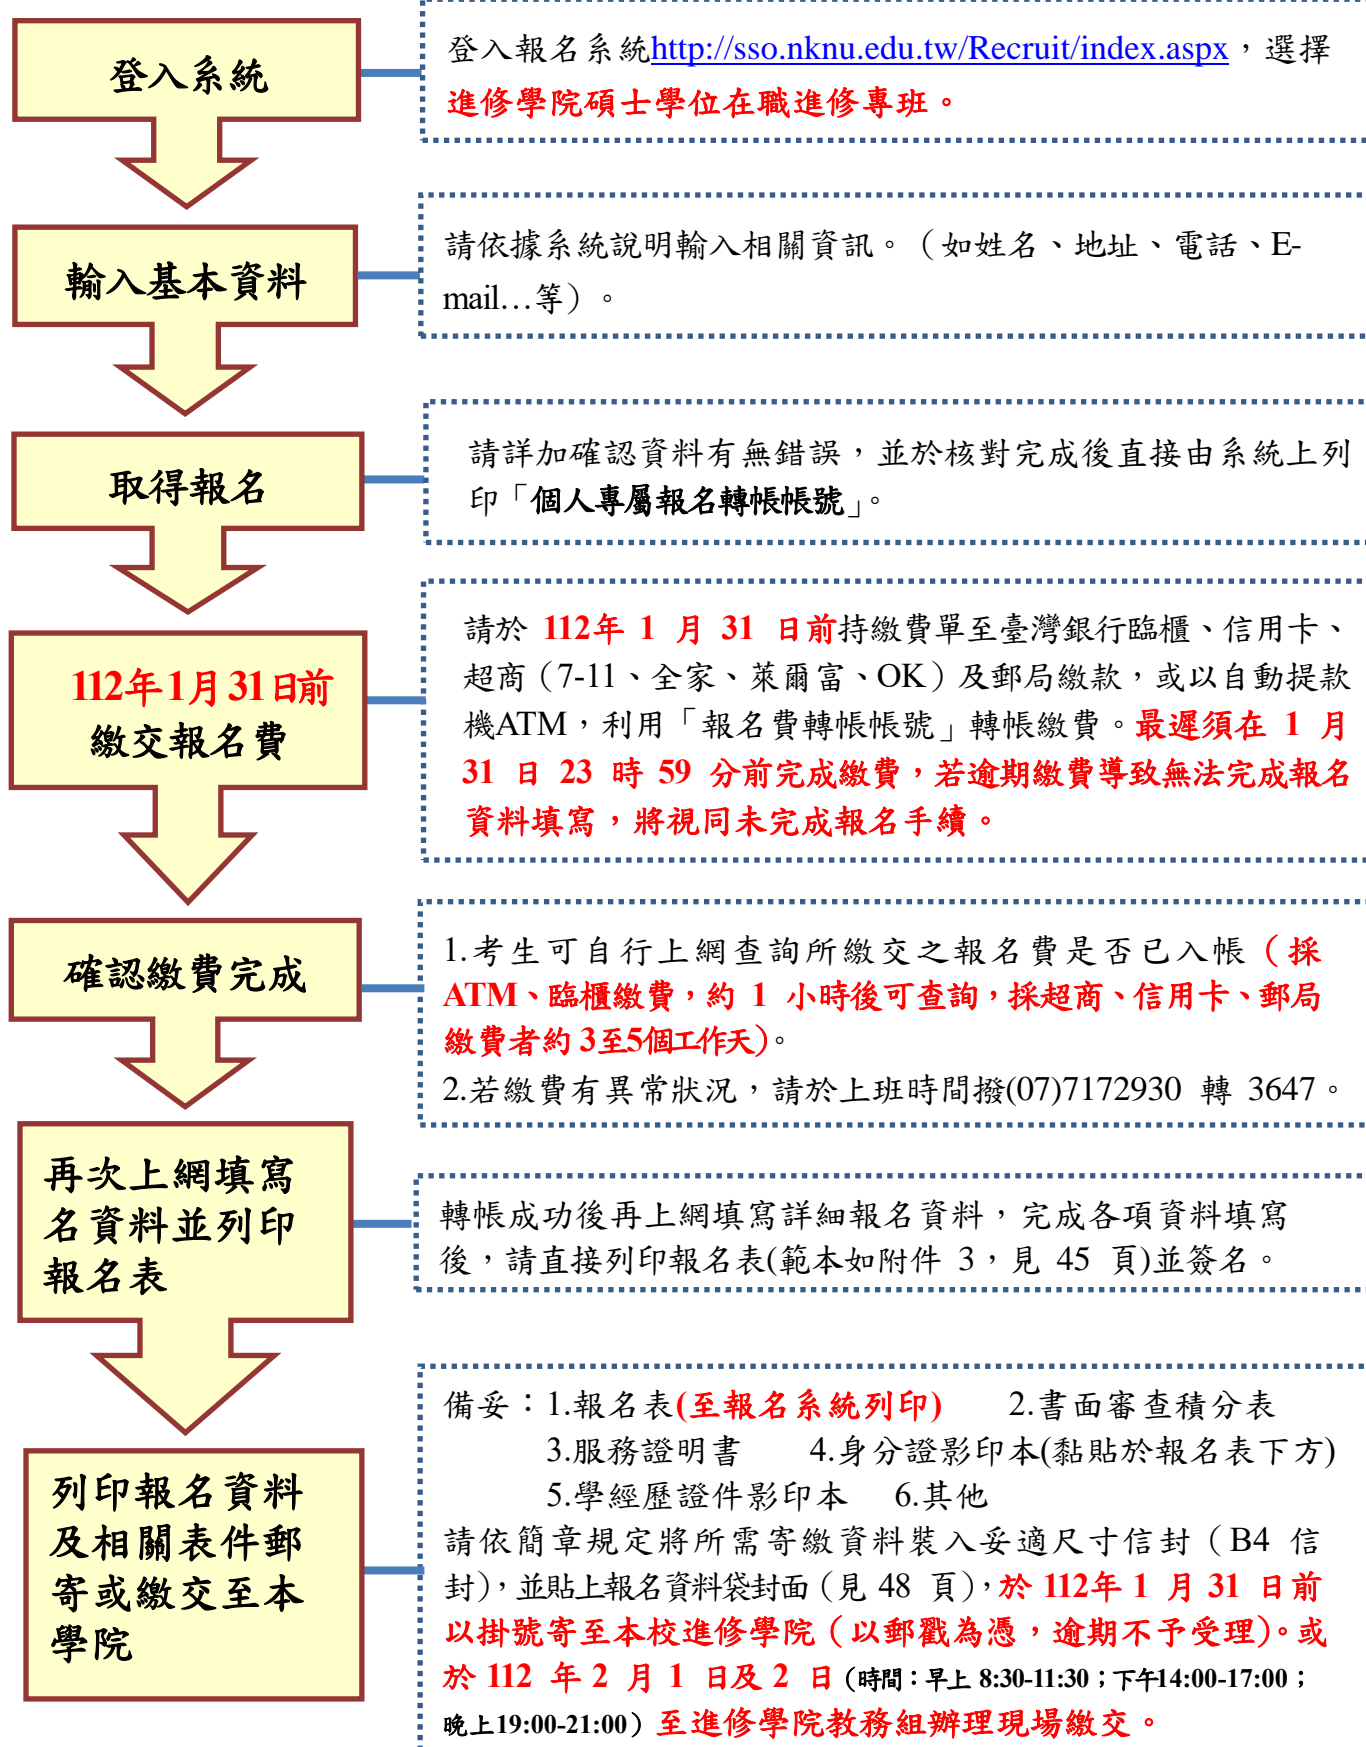 登入系統
登入報名系統http://sso.nknu.edu.tw/Recruit/index.aspx，選擇
進修學院碩士學位在職進修專班。
輸入基本資料
請依據系統說明輸入相關資訊。（如姓名、地址、電話、E-
mail…等）。
取得報名
請詳加確認資料有無錯誤，並於核對完成後直接由系統上列
印「個人專屬報名轉帳帳號」。
112年1月31日前
繳交報名費
請於 112年 1 月 31 日前持繳費單至臺灣銀行臨櫃、信用卡、
超商（7-11、全家、萊爾富、OK）及郵局繳款，或以自動提款
機ATM，利用「報名費轉帳帳號」轉帳繳費。最遲須在 1 月
31 日 23 時 59 分前完成繳費，若逾期繳費導致無法完成報名
資料填寫，將視同未完成報名手續。
確認繳費完成
1.考生可自行上網查詢所繳交之報名費是否已入帳（採
ATM、臨櫃繳費，約 1 小時後可查詢，採超商、信用卡、郵局
繳費者約 3至5個工作天)。
2.若繳費有異常狀況，請於上班時間撥(07)7172930 轉 3647。
再次上網填寫
名資料並列印
報名表
轉帳成功後再上網填寫詳細報名資料，完成各項資料填寫
後，請直接列印報名表(範本如附件 3，見 45 頁)並簽名。
列印報名資料
及相關表件郵
寄或繳交至本
學院
備妥：1.報名表(至報名系統列印) 2.書面審查積分表
3.服務證明書 4.身分證影印本(黏貼於報名表下方)
5.學經歷證件影印本 6.其他
請依簡章規定將所需寄繳資料裝入妥適尺寸信封（B4 信
封），並貼上報名資料袋封面（見 48 頁），於 112年 1 月 31 日前
以掛號寄至本校進修學院（以郵戳為憑，逾期不予受理）。或
於 112 年 2 月 1 日及 2 日（時間：早上 8:30-11:30；下午14:00-17:00；
晚上19:00-21:00）至進修學院教務組辦理現場繳交。